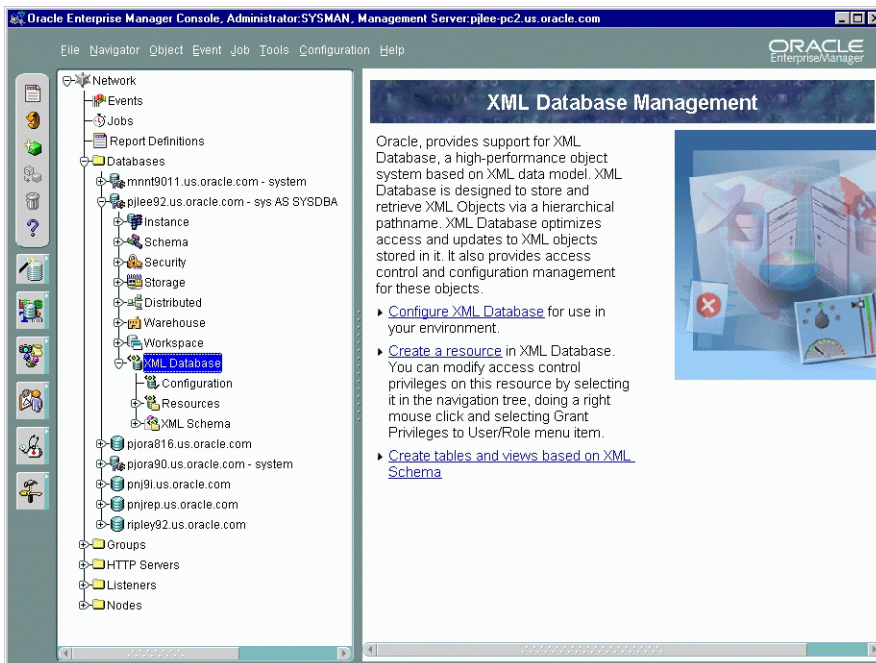 Oracle Enterprise Manager Console, Administrator:SYSMAN, Management Server:pjlee-pc2.us.oracle.com
File Navigator Object Event Job Tools Configuration Help
ORACLE
EnterpriseManager
Network
Events
Jobs
Report Definitions
Databases
mnnt9011.us.oracle.com - system
pjlee92.us.oracle.com - sys AS SYSDBA
Instance
Schema
Security
Storage
Distributed
Warehouse
Workspace
XML Database
Configuration
Resources
XML Schema
pjora816.us.oracle.com
pjora90.us.oracle.com - system
pnj9i.us.oracle.com
pnjrep.us.oracle.com
ripley92.us.oracle.com
Groups
HTTP Servers
Listeners
Nodes
XML Database Management
Oracle, provides support for XML
Database, a high-performance object
system based on XML data model. XML
Database is designed to store and
retrieve XML Objects via a hierarchical
pathname. XML Database optimizes
access and updates to XML objects
stored in it. It also provides access
control and configuration management
for these objects.
Configure XML Database for use in
your environment.
Create a resource in XML Database.
You can modify access control
privileges on this resource by selecting
it in the navigation tree, doing a right
mouse click and selecting Grant
Privileges to User/Role menu item.
Create tables and views based on XML
Schema